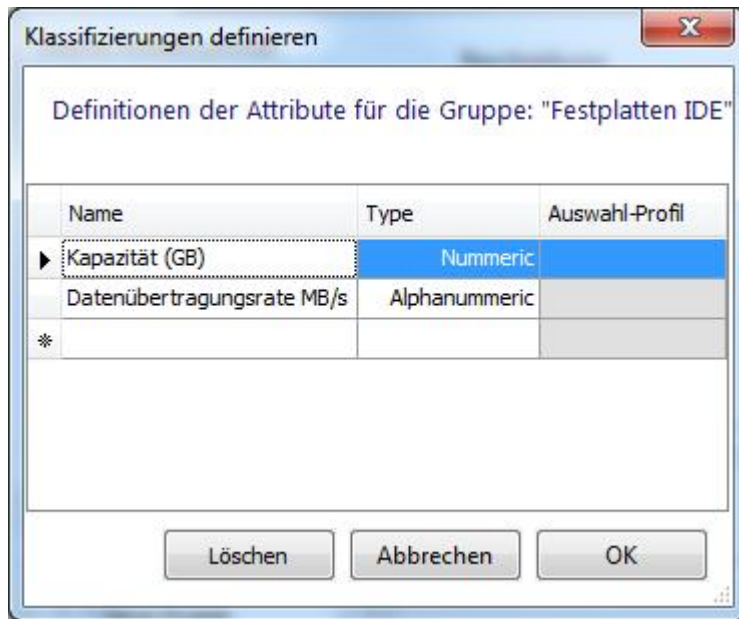 Klassifizierungen definieren
Definitionen der Attribute für die Gruppe: "Festplatten IDE"
Name Type Auswahl-Profil
Kapazität (GB) Nummeric
Datenübertragungsrate MB/s Alphanummeric
Löschen Abbrechen OK